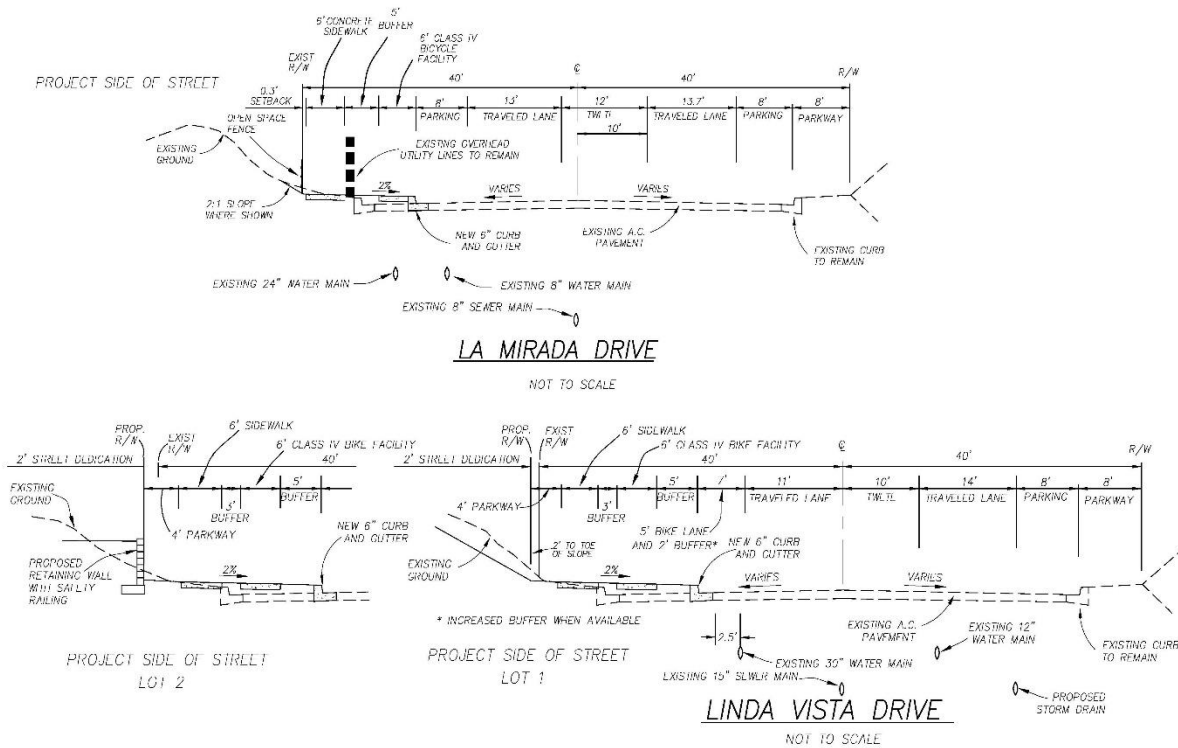 6' CONCRETE
SIDEWALK
5'
BUFFER
6' CLASS IV
BICYCLE
FACILITY
EXIST
R/W
℄
R/W
PROJECT SIDE OF STREET
40'
40'
0.3'
SETBACK
8'
PARKING
13'
TRAVELED LANE
12'
TWLTL
10'
13.7'
TRAVELED LANE
8'
PARKING
8'
PARKWAY
OPEN SPACE
FENCE
EXISTING
GROUND
EXISTING OVERHEAD
UTILITY LINES TO REMAIN
2%
VARIES
VARIES
2:1 SLOPE
WHERE SHOWN
NEW 6" CURB
AND GUTTER
EXISTING A.C.
PAVEMENT
EXISTING CURB
TO REMAIN
EXISTING 24" WATER MAIN
EXISTING 8" WATER MAIN
EXISTING 8" SEWER MAIN
LA MIRADA DRIVE
NOT TO SCALE
PROP.
R/W
EXIST
R/W
6' SIDEWALK
6' CLASS IV BIKE FACILITY
2' STREET DEDICATION
40'
EXISTING
GROUND
3'
BUFFER
5'
BUFFER
4' PARKWAY
NEW 6" CURB
AND GUTTER
PROPOSED
RETAINING WALL
WITH SAFETY
RAILING
2%
PROJECT SIDE OF STREET
LOT 2
PROP.
R/W
EXIST
R/W
6' SIDEWALK
6' CLASS IV BIKE FACILITY
℄
R/W
2' STREET DEDICATION
40'
40'
4' PARKWAY
3'
BUFFER
5'
BUFFER
7'
11'
TRAVELED LANE
10'
TWLTL
14'
TRAVELED LANE
8'
PARKING
8'
PARKWAY
5' BIKE LANE
AND 2' BUFFER*
2' TO TOE
OF SLOPE
EXISTING
GROUND
NEW 6" CURB
AND GUTTER
2%
VARIES
VARIES
* INCREASED BUFFER WHEN AVAILABLE
2.5'
EXISTING A.C.
PAVEMENT
EXISTING 12"
WATER MAIN
EXISTING CURB
TO REMAIN
PROJECT SIDE OF STREET
LOT 1
EXISTING 30" WATER MAIN
EXISTING 15" SEWER MAIN
PROPOSED
STORM DRAIN
LINDA VISTA DRIVE
NOT TO SCALE